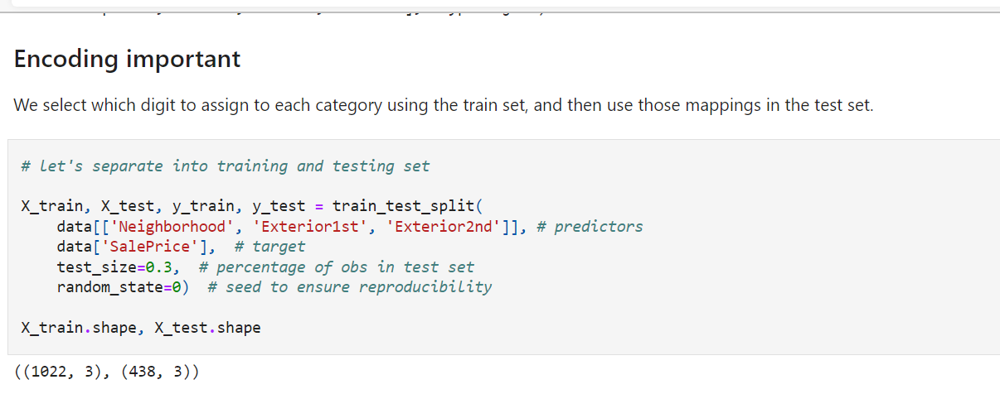 Encoding important
We select which digit to assign to each category using the train set, and then use those mappings in the test set.
# let's separate into training and testing set
X_train, X_test, y_train, y_test = train_test_split(
    data[['Neighborhood', 'Exterior1st', 'Exterior2nd']], # predictors
    data['SalePrice'],  # target
    test_size=0.3,  # percentage of obs in test set
    random_state=0)  # seed to ensure reproducibility
X_train.shape, X_test.shape
((1022, 3), (438, 3))